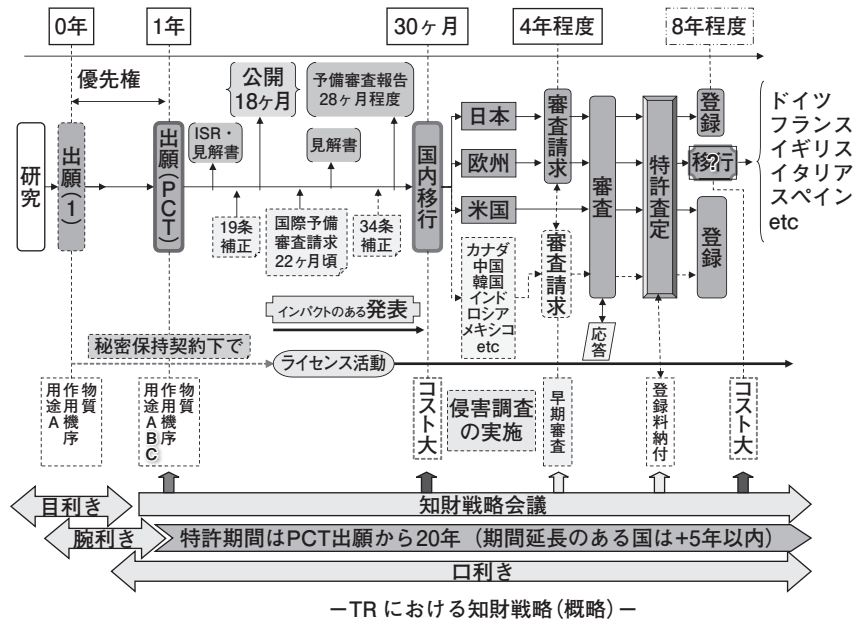 0年
1年
30ヶ月
4年程度
8年程度
優先権
公開
18ヶ月
予備審査報告
28ヶ月程度
ISR・
見解書
見解書
研究
出願(1)
出願(PCT)
19条
補正
国際予備
審査請求
22ヶ月頃
34条
補正
国内移行
日本
欧州
米国
カナダ
中国
韓国
インド
ロシア
メキシコ
etc
審査請求
審査請求
審査
応答
特許査定
登録
移行
?
登録
ドイツ
フランス
イギリス
イタリア
スペイン
etc
インパクトのある発表
秘密保持契約下で
ライセンス活動
物質
作用機序
用途A
物質
作用機序
用途ABC
コスト大
侵害調査
の実施
早期審査
登録料納付
コスト大
目利き
知財戦略会議
腕利き
特許期間はPCT出願から20年（期間延長のある国は+5年以内）
口利き
－TR における知財戦略(概略)－